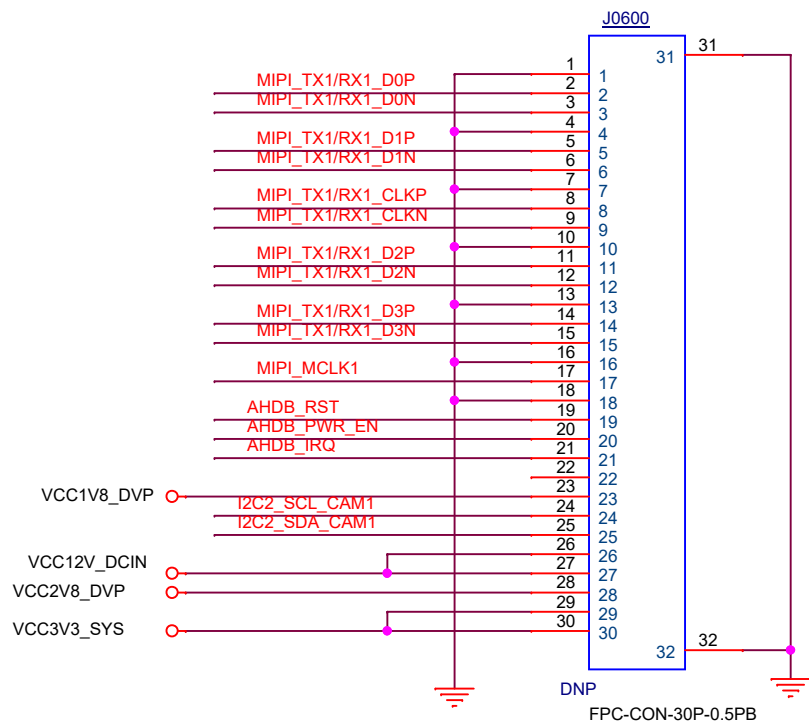 J0600
31 31
1 1
MIPI_TX1/RX1_D0P 2 2
MIPI_TX1/RX1_D0N 3 3
4 4
MIPI_TX1/RX1_D1P 5 5
MIPI_TX1/RX1_D1N 6 6
7 7
MIPI_TX1/RX1_CLKP 8 8
MIPI_TX1/RX1_CLKN 9 9
10 10
MIPI_TX1/RX1_D2P 11 11
MIPI_TX1/RX1_D2N 12 12
13 13
MIPI_TX1/RX1_D3P 14 14
MIPI_TX1/RX1_D3N 15 15
16 16
MIPI_MCLK1 17 17
18 18
AHDB_RST 19 19
AHDB_PWR_EN 20 20
AHDB_IRQ 21 21
22 22
VCC1V8_DVP 23 23
I2C2_SCL_CAM1 24 24
I2C2_SDA_CAM1 25 25
26 26
VCC12V_DCIN 27 27
VCC2V8_DVP 28 28
29 29
VCC3V3_SYS 30 30
32 32
DNP
FPC-CON-30P-0.5PB